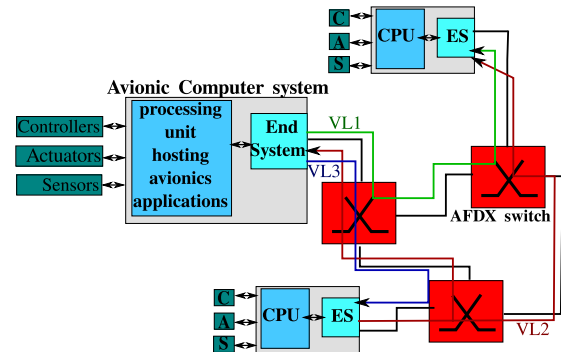 C
A
S
CPU
ES
Avionic Computer system
Controllers
Actuators
Sensors
processing
unit
hosting
avionics
applications
End
System
VL1
VL3
AFDX switch
C
A
S
CPU
ES
VL2